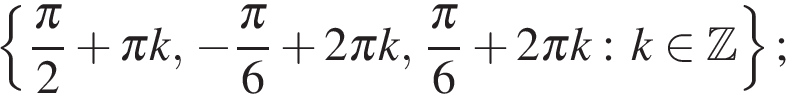 { π/2 + πk, −π/6 + 2πk, π/6 + 2πk : k ∈ ℤ } ;